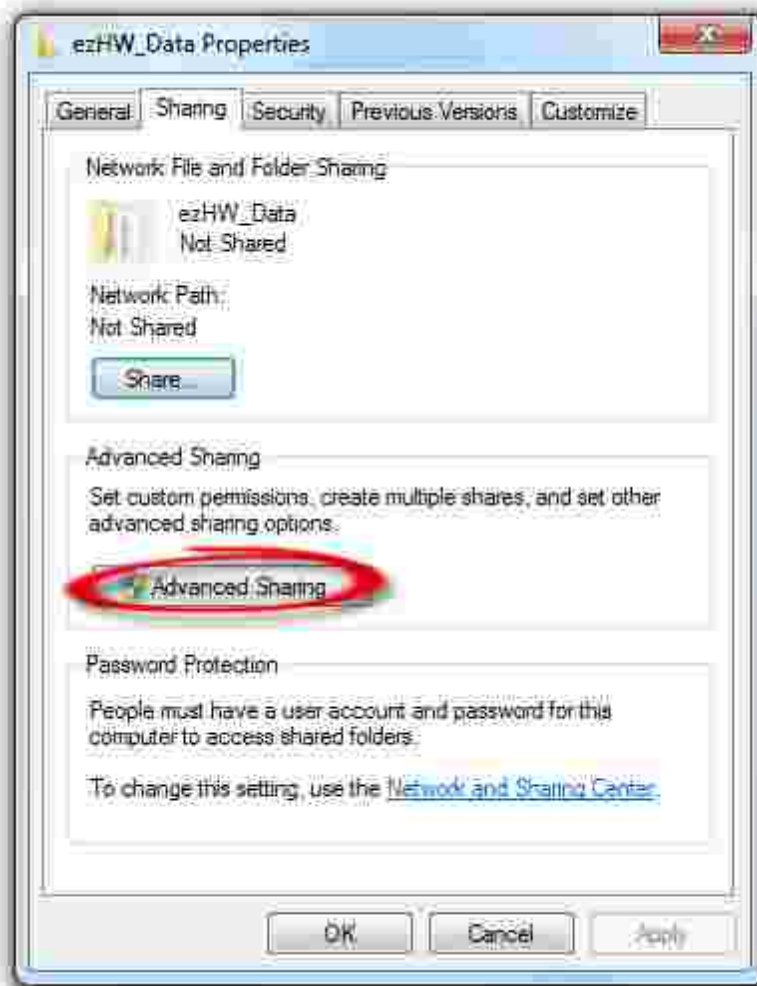 ezHW_Data Properties
General Sharing Security Previous Versions Customize
Network File and Folder Sharing
ezHW_Data
Not Shared
Network Path:
Not Shared
Share...
Advanced Sharing
Set custom permissions, create multiple shares, and set other
advanced sharing options.
Advanced Sharing
Password Protection
People must have a user account and password for this
computer to access shared folders.
To change this setting, use the Network and Sharing Center.
OK Cancel Apply